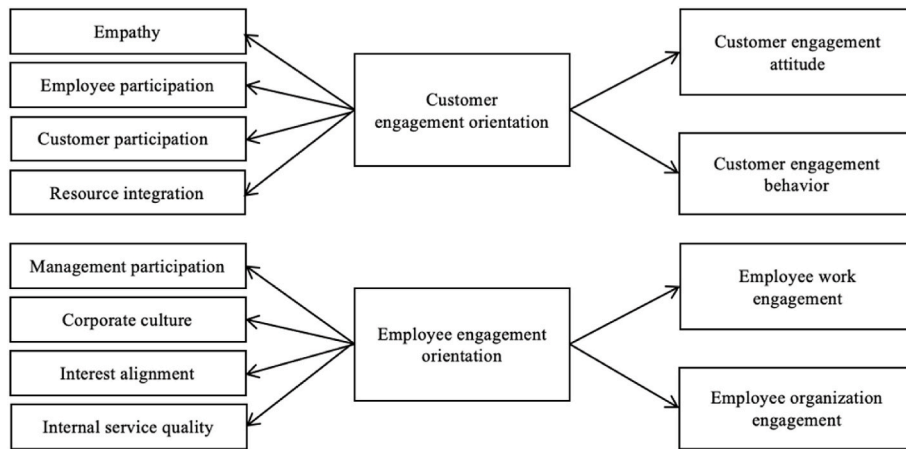 Empathy
Employee participation
Customer participation
Resource integration
Customer
engagement orientation
Customer engagement
attitude
Customer engagement
behavior
Management participation
Corporate culture
Interest alignment
Internal service quality
Employee engagement
orientation
Employee work
engagement
Employee organization
engagement